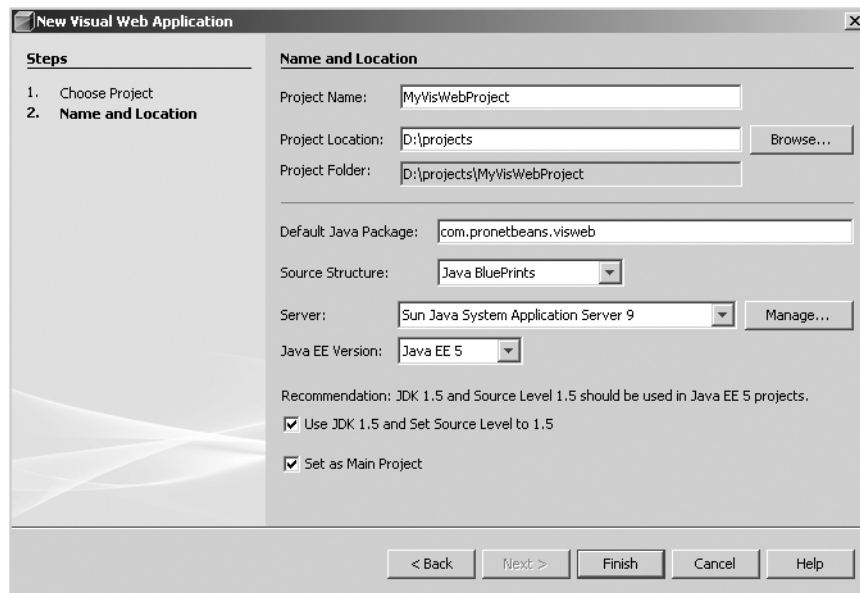 New Visual Web Application
Steps
1. Choose Project
2. Name and Location
Name and Location
Project Name: MyVisWebProject
Project Location: D:\projects Browse...
Project Folder: D:\projects\MyVisWebProject
Default Java Package: com.pronetbeans.visweb
Source Structure: Java BluePrints
Server: Sun Java System Application Server 9 Manage...
Java EE Version: Java EE 5
Recommendation: JDK 1.5 and Source Level 1.5 should be used in Java EE 5 projects.
Use JDK 1.5 and Set Source Level to 1.5
Set as Main Project
< Back Next > Finish Cancel Help